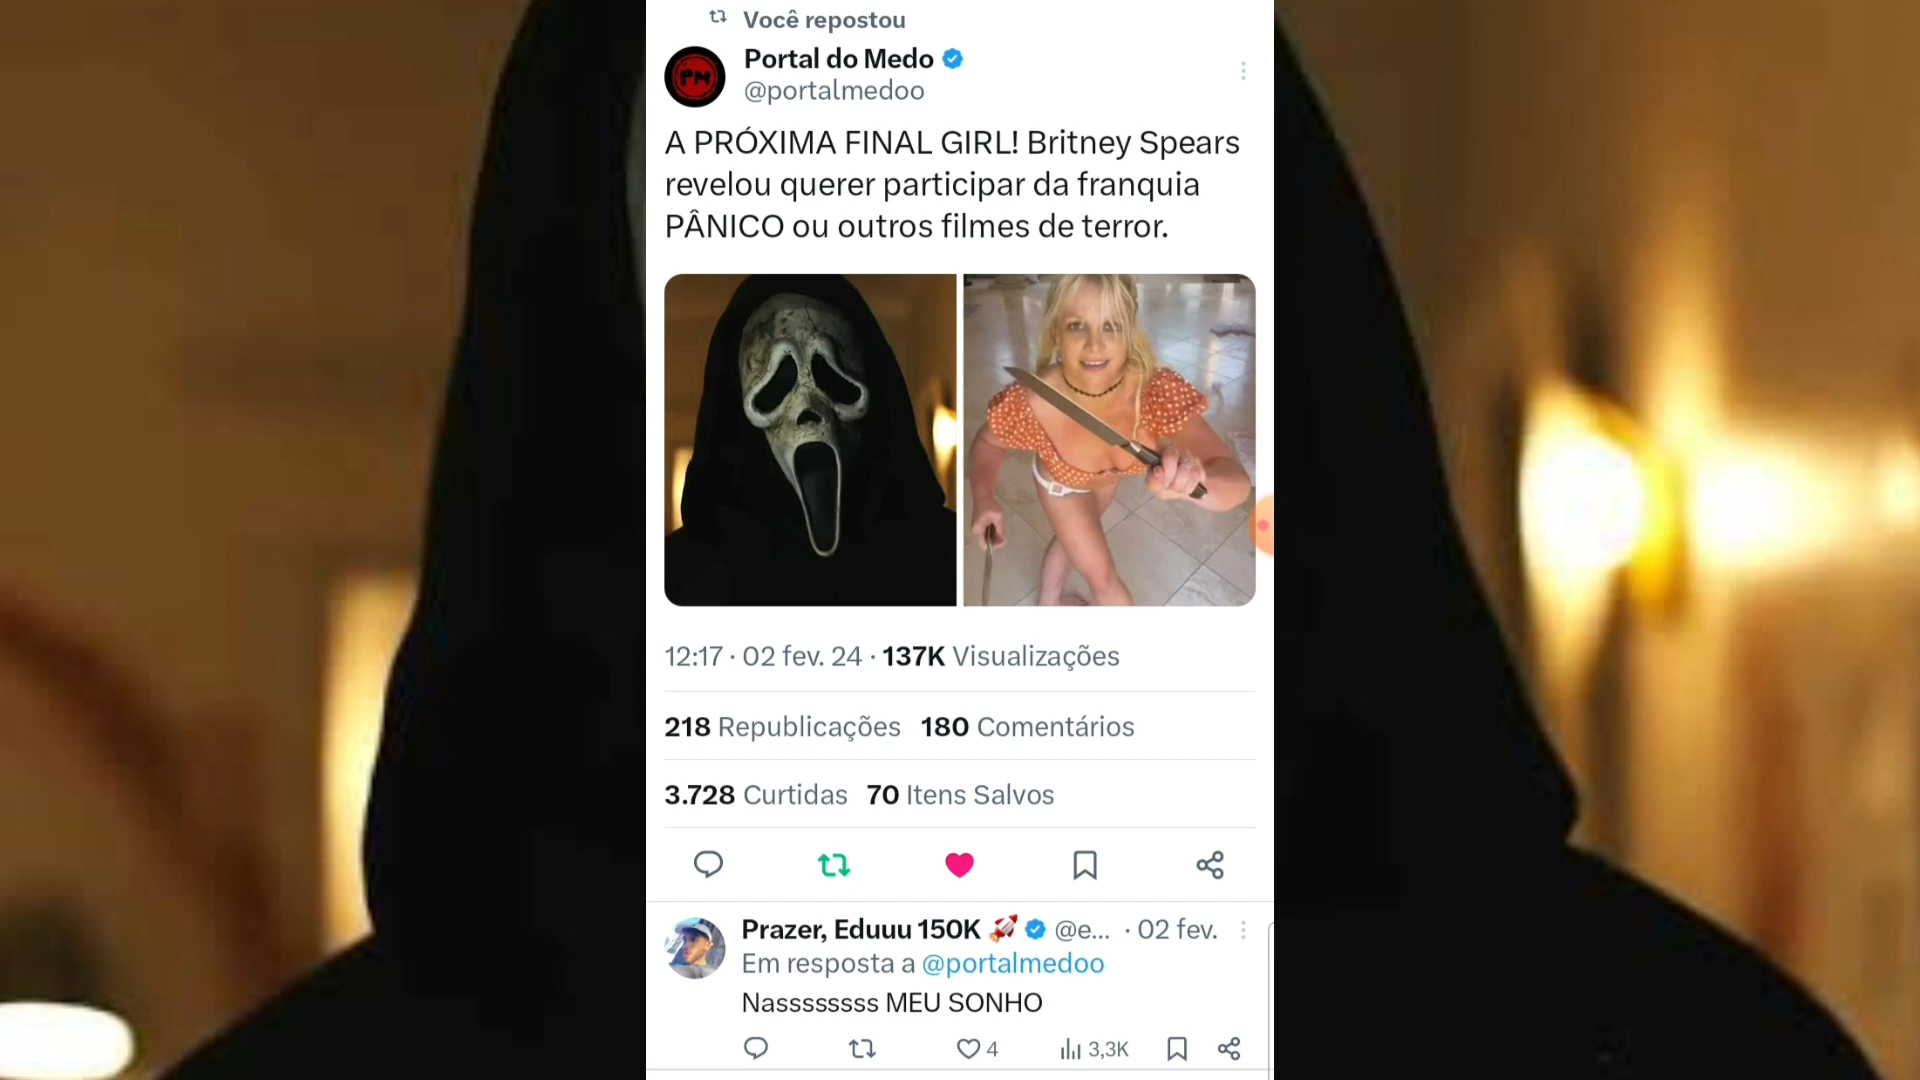 Você repostou
PM
Portal do Medo
@portalmedoo
A PRÓXIMA FINAL GIRL! Britney Spears
revelou querer participar da franquia
PÂNICO ou outros filmes de terror.
12:17 · 02 fev. 24 · 137K Visualizações
218 Republicações 180 Comentários
3.728 Curtidas 70 Itens Salvos
Prazer, Eduuu 150K 🚀 @e... · 02 fev.
Em resposta a @portalmedoo
Nassssssss MEU SONHO
4 3,3K